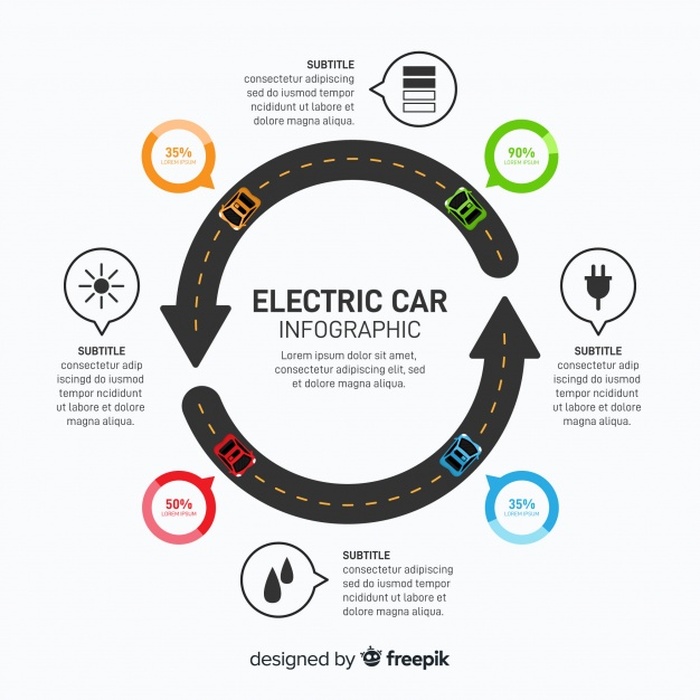 SUBTITLE
consectetur adipiscing
sed do iusmod tempor
ncididunt ut labore et
dolore magna aliqua.
35%
LOREM IPSUM
90%
LOREM IPSUM
ELECTRIC CAR
INFOGRAPHIC
Lorem ipsum dolor sit amet,
consectetur adipiscing elit, sed
et dolore magna aliqua.
SUBTITLE
consectetur adip
iscingd do iusmod
tempor ncididunt
ut labore et dolore
magna aliqua.
SUBTITLE
consectetur adip
iscingd do iusmod
tempor ncididunt
ut labore et dolore
magna aliqua.
50%
LOREM IPSUM
35%
LOREM IPSUM
SUBTITLE
consectetur adipiscing
sed do iusmod tempor
ncididunt ut labore et
dolore magna aliqua.
designed by freepik